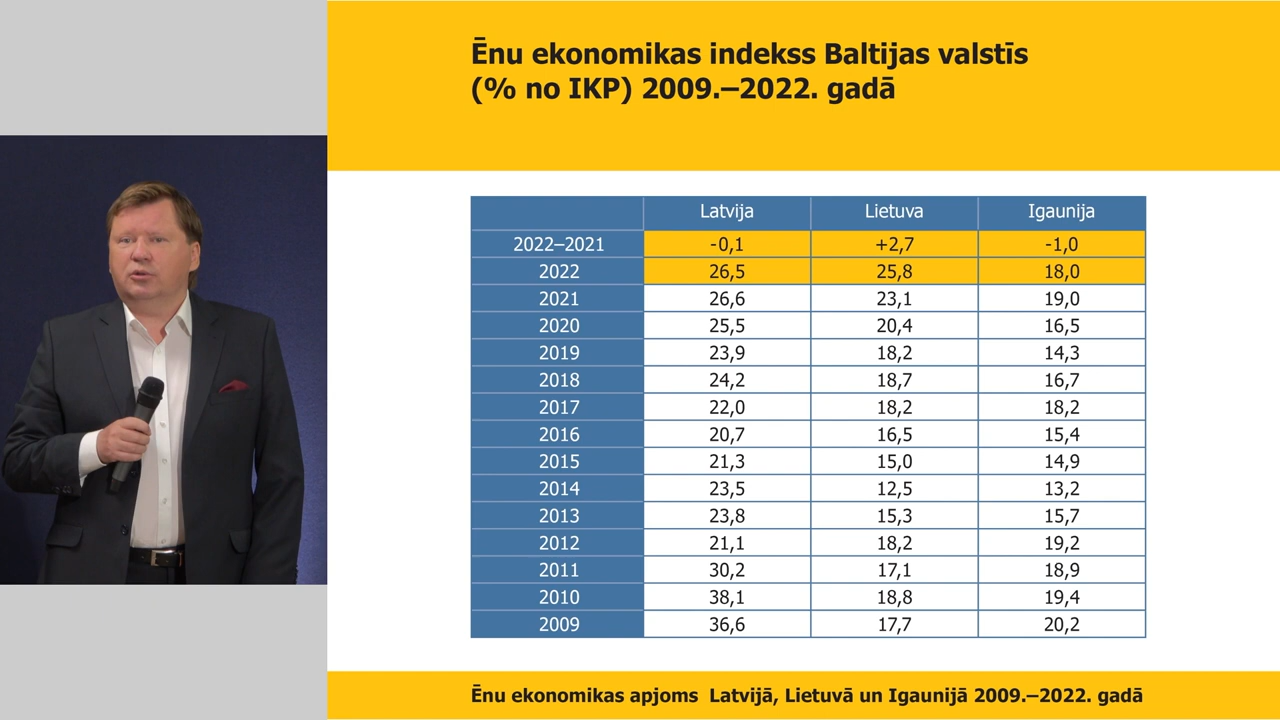 Ēnu ekonomikas indekss Baltijas valstīs
(% no IKP) 2009.–2022. gadā
Latvija Lietuva Igaunija
2022–2021 -0,1 +2,7 -1,0
2022 26,5 25,8 18,0
2021 26,6 23,1 19,0
2020 25,5 20,4 16,5
2019 23,9 18,2 14,3
2018 24,2 18,7 16,7
2017 22,0 18,2 18,2
2016 20,7 16,5 15,4
2015 21,3 15,0 14,9
2014 23,5 12,5 13,2
2013 23,8 15,3 15,7
2012 21,1 18,2 19,2
2011 30,2 17,1 18,9
2010 38,1 18,8 19,4
2009 36,6 17,7 20,2
Ēnu ekonomikas apjoms Latvijā, Lietuvā un Igaunijā 2009.–2022. gadā